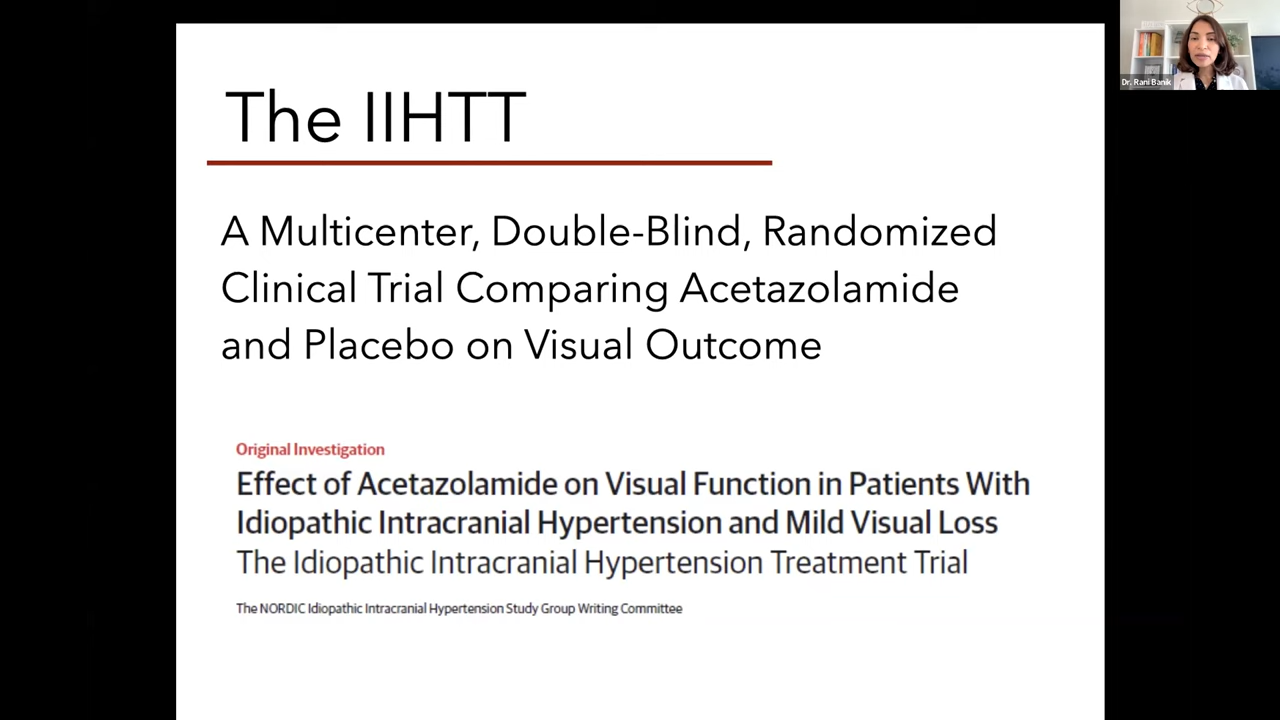 The IIHTT
A Multicenter, Double-Blind, Randomized
Clinical Trial Comparing Acetazolamide
and Placebo on Visual Outcome
Original Investigation
Effect of Acetazolamide on Visual Function in Patients With
Idiopathic Intracranial Hypertension and Mild Visual Loss
The Idiopathic Intracranial Hypertension Treatment Trial
The NORDIC Idiopathic Intracranial Hypertension Study Group Writing Committee
Dr. Rani Banik